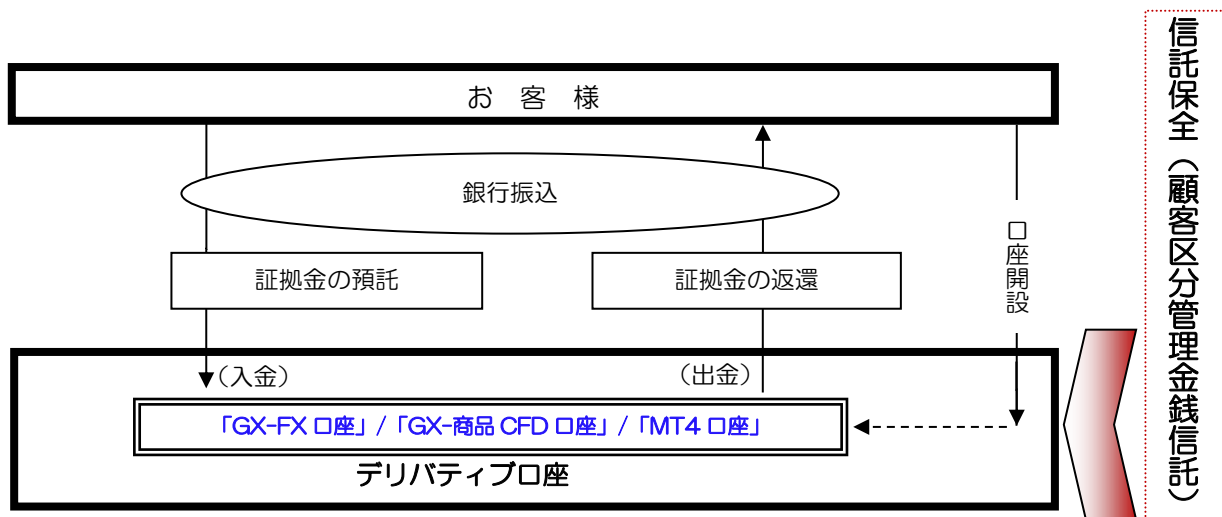 お 客 様
銀行振込
証拠金の預託
証拠金の返還
口座開設
（入金）
（出金）
「GX-FX 口座」/「GX-商品 CFD 口座」/「MT4 口座」
デリバティブ口座
信託保全（顧客区分管理金銭信託）